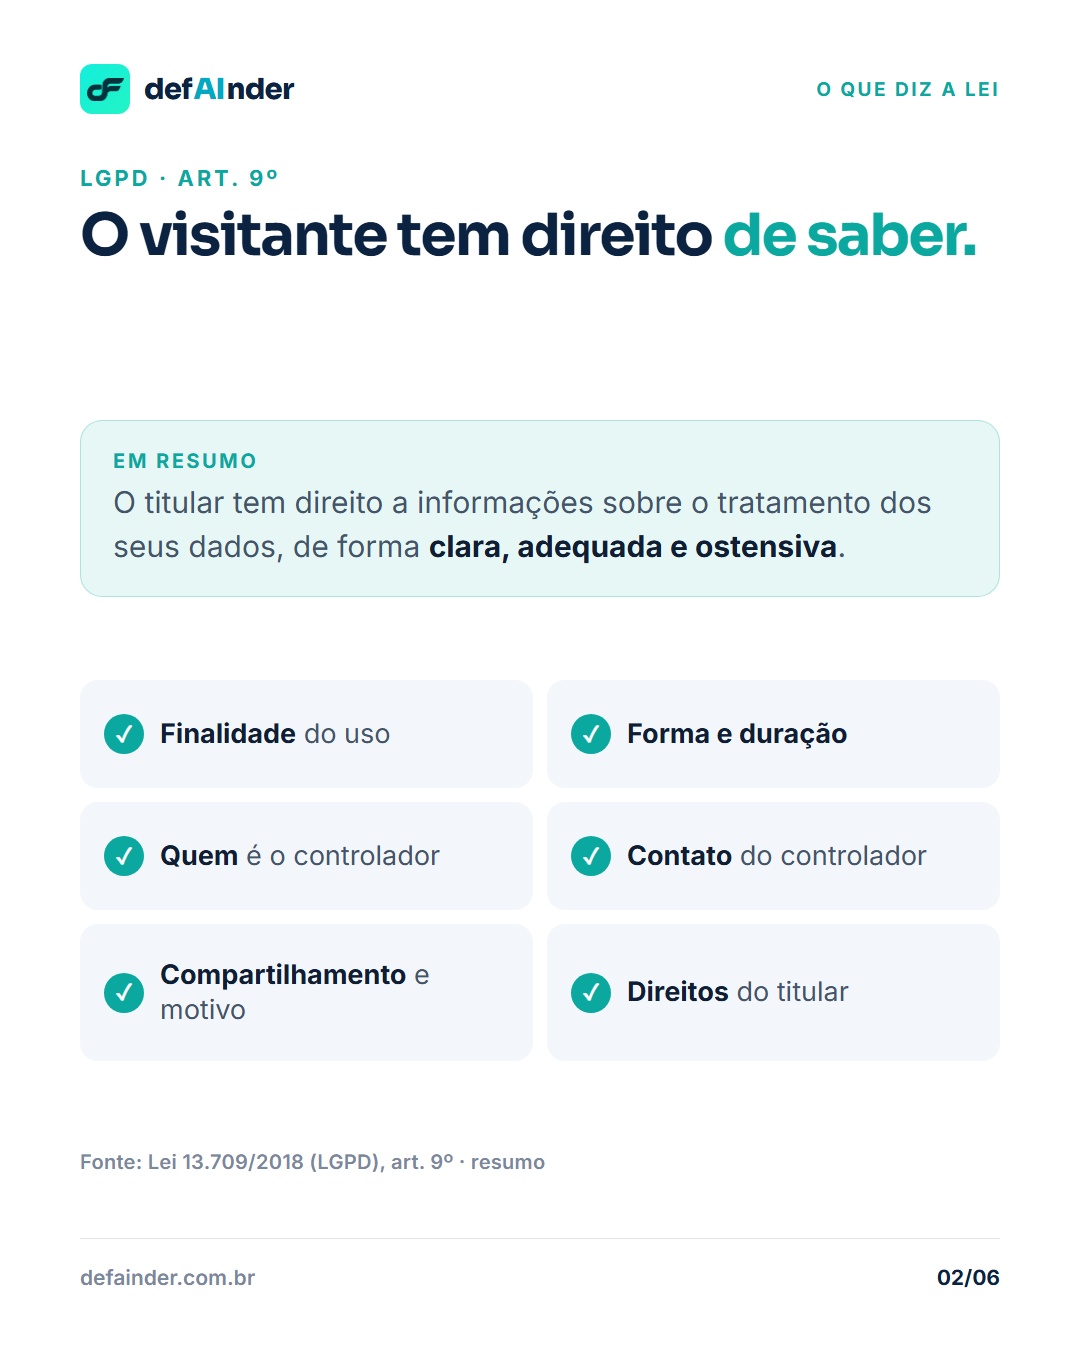 defAInder
O QUE DIZ A LEI
LGPD · ART. 9º
O visitante tem direito de saber.
EM RESUMO
O titular tem direito a informações sobre o tratamento dos
seus dados, de forma clara, adequada e ostensiva.
Finalidade do uso
Forma e duração
Quem é o controlador
Contato do controlador
Compartilhamento e
motivo
Direitos do titular
Fonte: Lei 13.709/2018 (LGPD), art. 9º · resumo
defainder.com.br
02/06